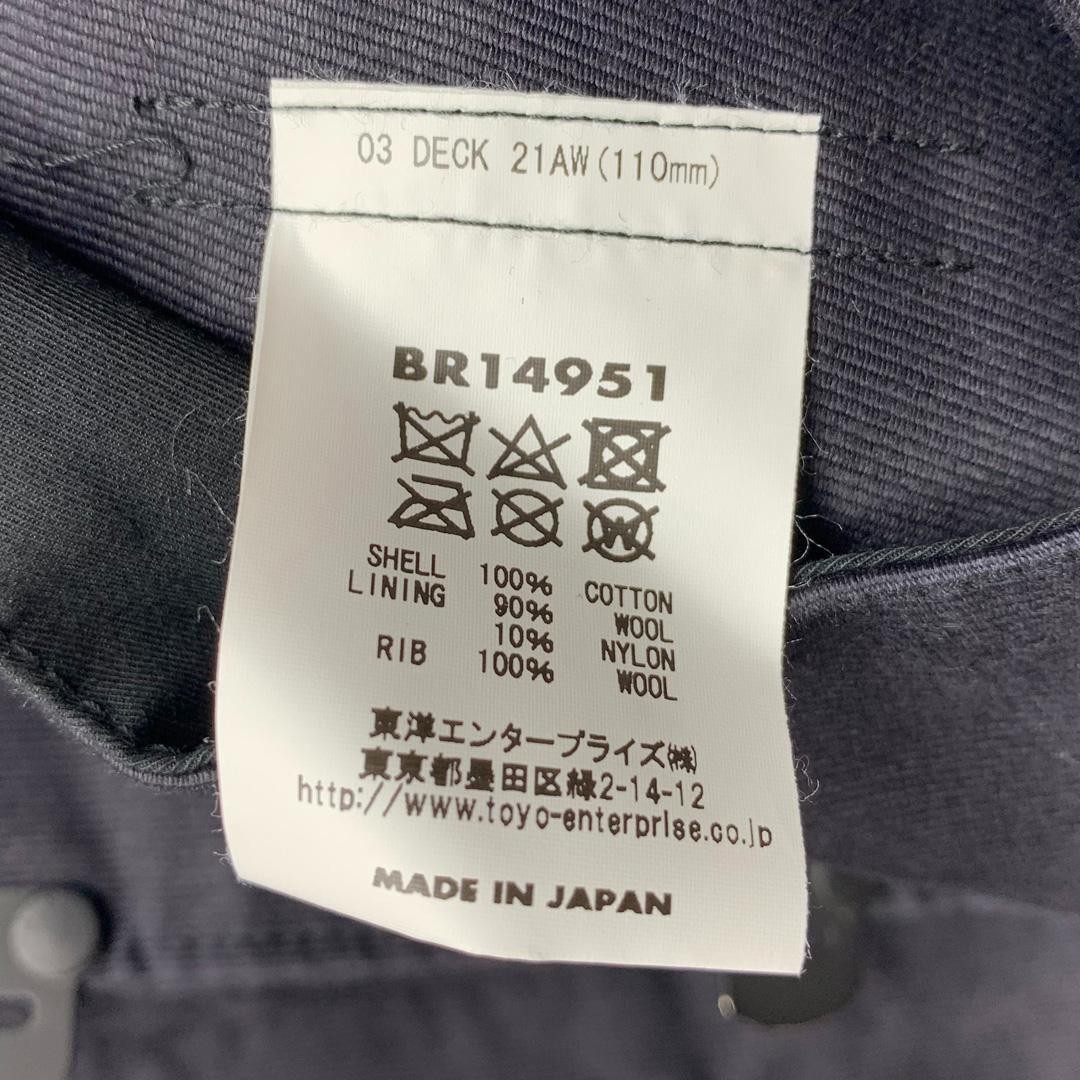 03 DECK 21AW(110mm)
BR14951
SHELL 100% COTTON
LINING 90% WOOL
10% NYLON
RIB 100% WOOL
東洋エンタープライズ㈱
東京都墨田区緑2-14-12
http://www.toyo-enterprise.co.jp
MADE IN JAPAN